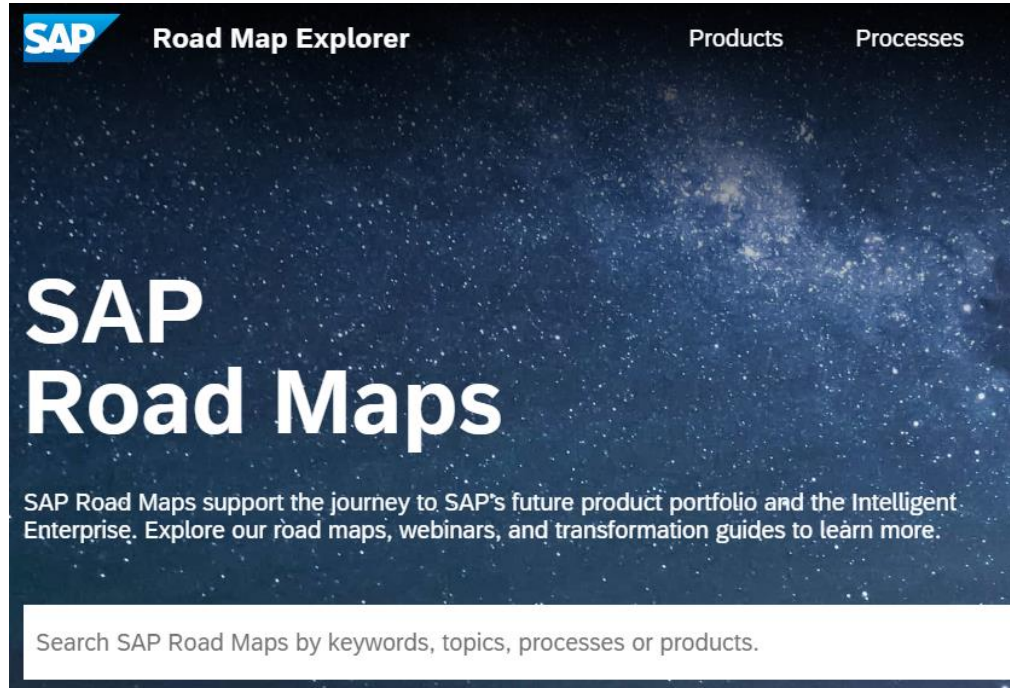 SAP Road Map Explorer Products Processes
SAP
Road Maps
SAP Road Maps support the journey to SAP's future product portfolio and the Intelligent
Enterprise. Explore our road maps, webinars, and transformation guides to learn more.
Search SAP Road Maps by keywords, topics, processes or products.